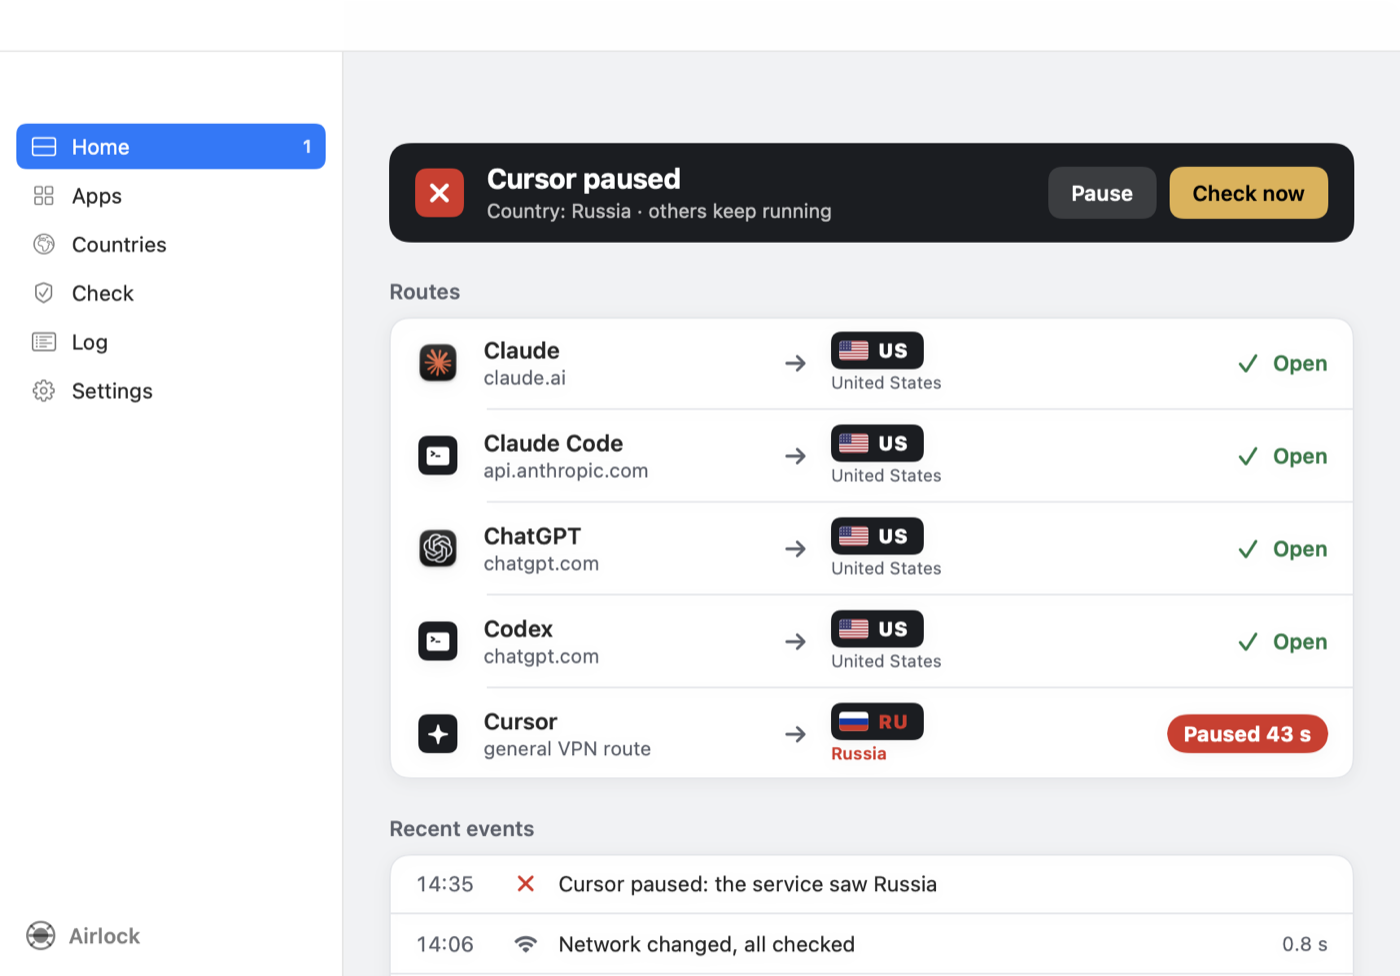 Home 1
Apps
Countries
Check
Log
Settings
Airlock
Cursor paused
Country: Russia · others keep running
Pause
Check now
Routes
Claude
claude.ai
→
US
United States
✓ Open
Claude Code
api.anthropic.com
→
US
United States
✓ Open
ChatGPT
chatgpt.com
→
US
United States
✓ Open
Codex
chatgpt.com
→
US
United States
✓ Open
Cursor
general VPN route
→
RU
Russia
Paused 43 s
Recent events
14:35 Cursor paused: the service saw Russia
14:06 Network changed, all checked 0.8 s